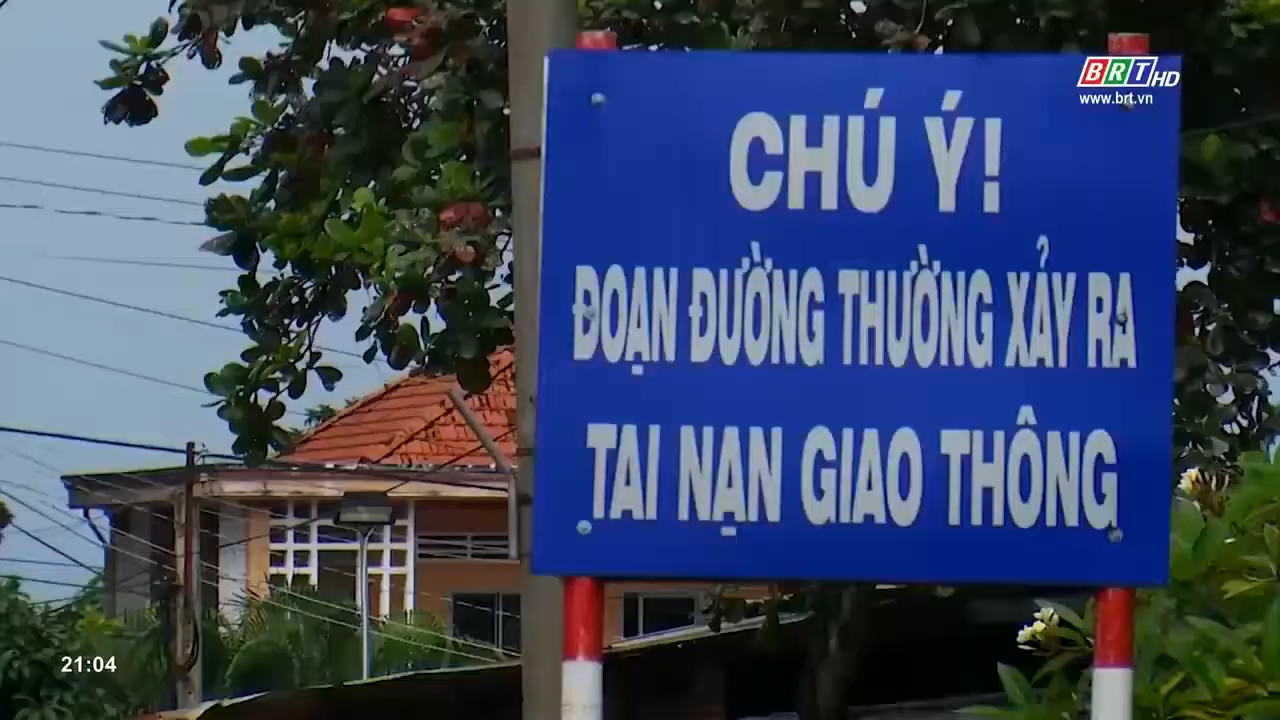 BRT HD
www.brt.vn
CHÚ Ý!
ĐOẠN ĐƯỜNG THƯỜNG XẢY RA
TAI NẠN GIAO THÔNG
21:04